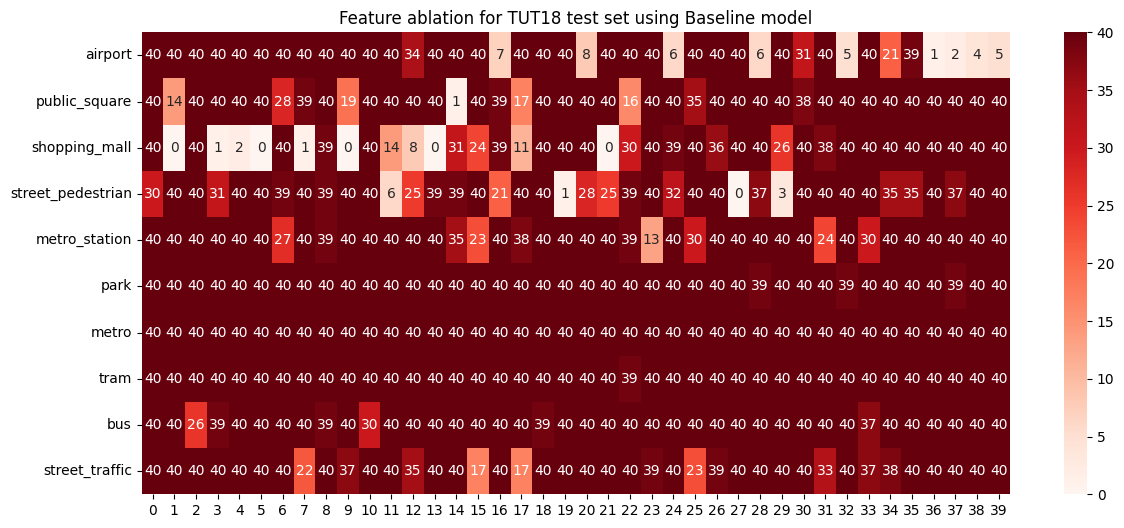 Feature ablation for TUT18 test set using Baseline model
airport 40 40 40 40 40 40 40 40 40 40 40 40 34 40 40 40 7 40 40 40 8 40 40 40 6 40 40 40 6 40 31 40 5 40 21 39 1 2 4 5
public_square 40 14 40 40 40 40 28 39 40 19 40 40 40 40 1 40 39 17 40 40 40 40 16 40 40 35 40 40 40 40 38 40 40 40 40 40 40 40 40 40
shopping_mall 40 0 40 1 2 0 40 1 39 0 40 14 8 0 31 24 39 11 40 40 40 0 30 40 39 40 36 40 40 26 40 38 40 40 40 40 40 40 40 40
street_pedestrian 30 40 40 31 40 40 39 40 39 40 40 6 25 39 39 40 21 40 40 1 28 25 39 40 32 40 40 0 37 3 40 40 40 40 35 35 40 37 40 40
metro_station 40 40 40 40 40 40 27 40 39 40 40 40 40 40 35 23 40 38 40 40 40 40 39 13 40 30 40 40 40 40 40 24 40 30 40 40 40 40 40 40
park 40 40 40 40 40 40 40 40 40 40 40 40 40 40 40 40 40 40 40 40 40 40 40 40 40 40 40 40 39 40 40 40 39 40 40 40 40 39 40 40
metro 40 40 40 40 40 40 40 40 40 40 40 40 40 40 40 40 40 40 40 40 40 40 40 40 40 40 40 40 40 40 40 40 40 40 40 40 40 40 40 40
tram 40 40 40 40 40 40 40 40 40 40 40 40 40 40 40 40 40 40 40 40 40 40 39 40 40 40 40 40 40 40 40 40 40 40 40 40 40 40 40 40
bus 40 40 26 39 40 40 40 40 39 40 30 40 40 40 40 40 40 40 39 40 40 40 40 40 40 40 40 40 40 40 40 40 40 37 40 40 40 40 40 40
street_traffic 40 40 40 40 40 40 40 22 40 37 40 40 35 40 40 17 40 17 40 40 40 40 40 39 40 23 39 40 40 40 40 33 40 37 38 40 40 40 40 40
0 1 2 3 4 5 6 7 8 9 10 11 12 13 14 15 16 17 18 19 20 21 22 23 24 25 26 27 28 29 30 31 32 33 34 35 36 37 38 39
40
35
30
25
20
15
10
5
0